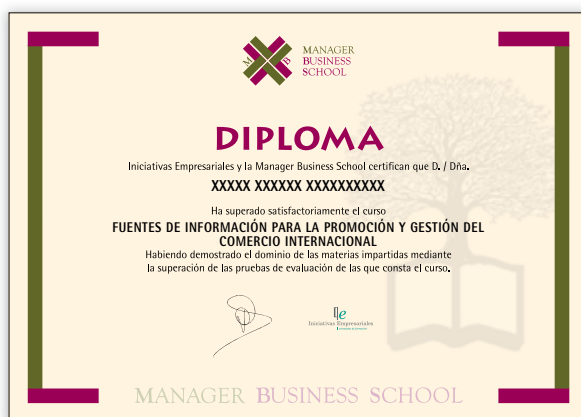 M B
MANAGER
BUSINESS
SCHOOL
DIPLOMA
Iniciativas Empresariales y la Manager Business School certifican que D. / Dña.
XXXXX XXXXXX XXXXXXXXXX
Ha superado satisfactoriamente el curso
FUENTES DE INFORMACIÓN PARA LA PROMOCIÓN Y GESTIÓN DEL
COMERCIO INTERNACIONAL
Habiendo demostrado el dominio de las materias impartidas mediante
la superación de las pruebas de evaluación de las que consta el curso.
Iniciativas Empresariales
MANAGER BUSINESS SCHOOL